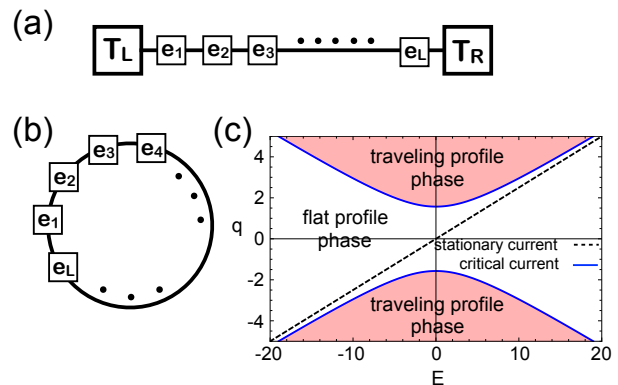 (a)
T_L e_1 e_2 e_3 ..... e_L T_R
(b)
e_1 e_2 e_3 e_4 ... e_L
(c)
traveling profile
phase
flat profile
phase
stationary current
critical current
traveling profile
phase
q
4
2
0
-2
-4
-20 -10 0 10 20
E